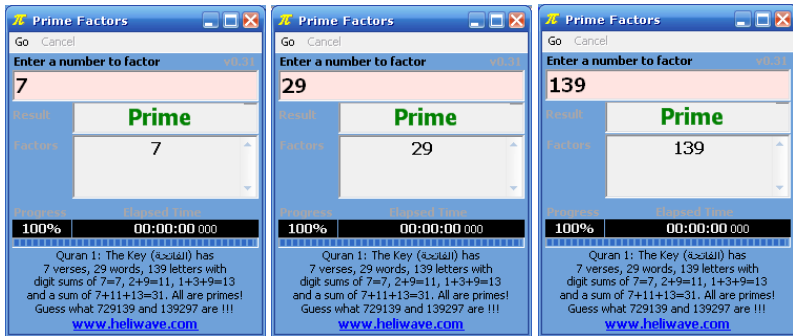 Prime Factors
Go Cancel
Enter a number to factor v0.31
7
Result Prime
Factors 7
Progress Elapsed Time
100% 00:00:00 000
Quran 1: The Key (الفاتحة) has
7 verses, 29 words, 139 letters with
digit sums of 7=7, 2+9=11, 1+3+9=13
and a sum of 7+11+13=31. All are primes!
Guess what 729139 and 139297 are !!!
www.heliwave.com
Prime Factors
Go Cancel
Enter a number to factor v0.31
29
Result Prime
Factors 29
Progress Elapsed Time
100% 00:00:00 000
Quran 1: The Key (الفاتحة) has
7 verses, 29 words, 139 letters with
digit sums of 7=7, 2+9=11, 1+3+9=13
and a sum of 7+11+13=31. All are primes!
Guess what 729139 and 139297 are !!!
www.heliwave.com
Prime Factors
Go Cancel
Enter a number to factor v0.31
139
Result Prime
Factors 139
Progress Elapsed Time
100% 00:00:00 000
Quran 1: The Key (الفاتحة) has
7 verses, 29 words, 139 letters with
digit sums of 7=7, 2+9=11, 1+3+9=13
and a sum of 7+11+13=31. All are primes!
Guess what 729139 and 139297 are !!!
www.heliwave.com